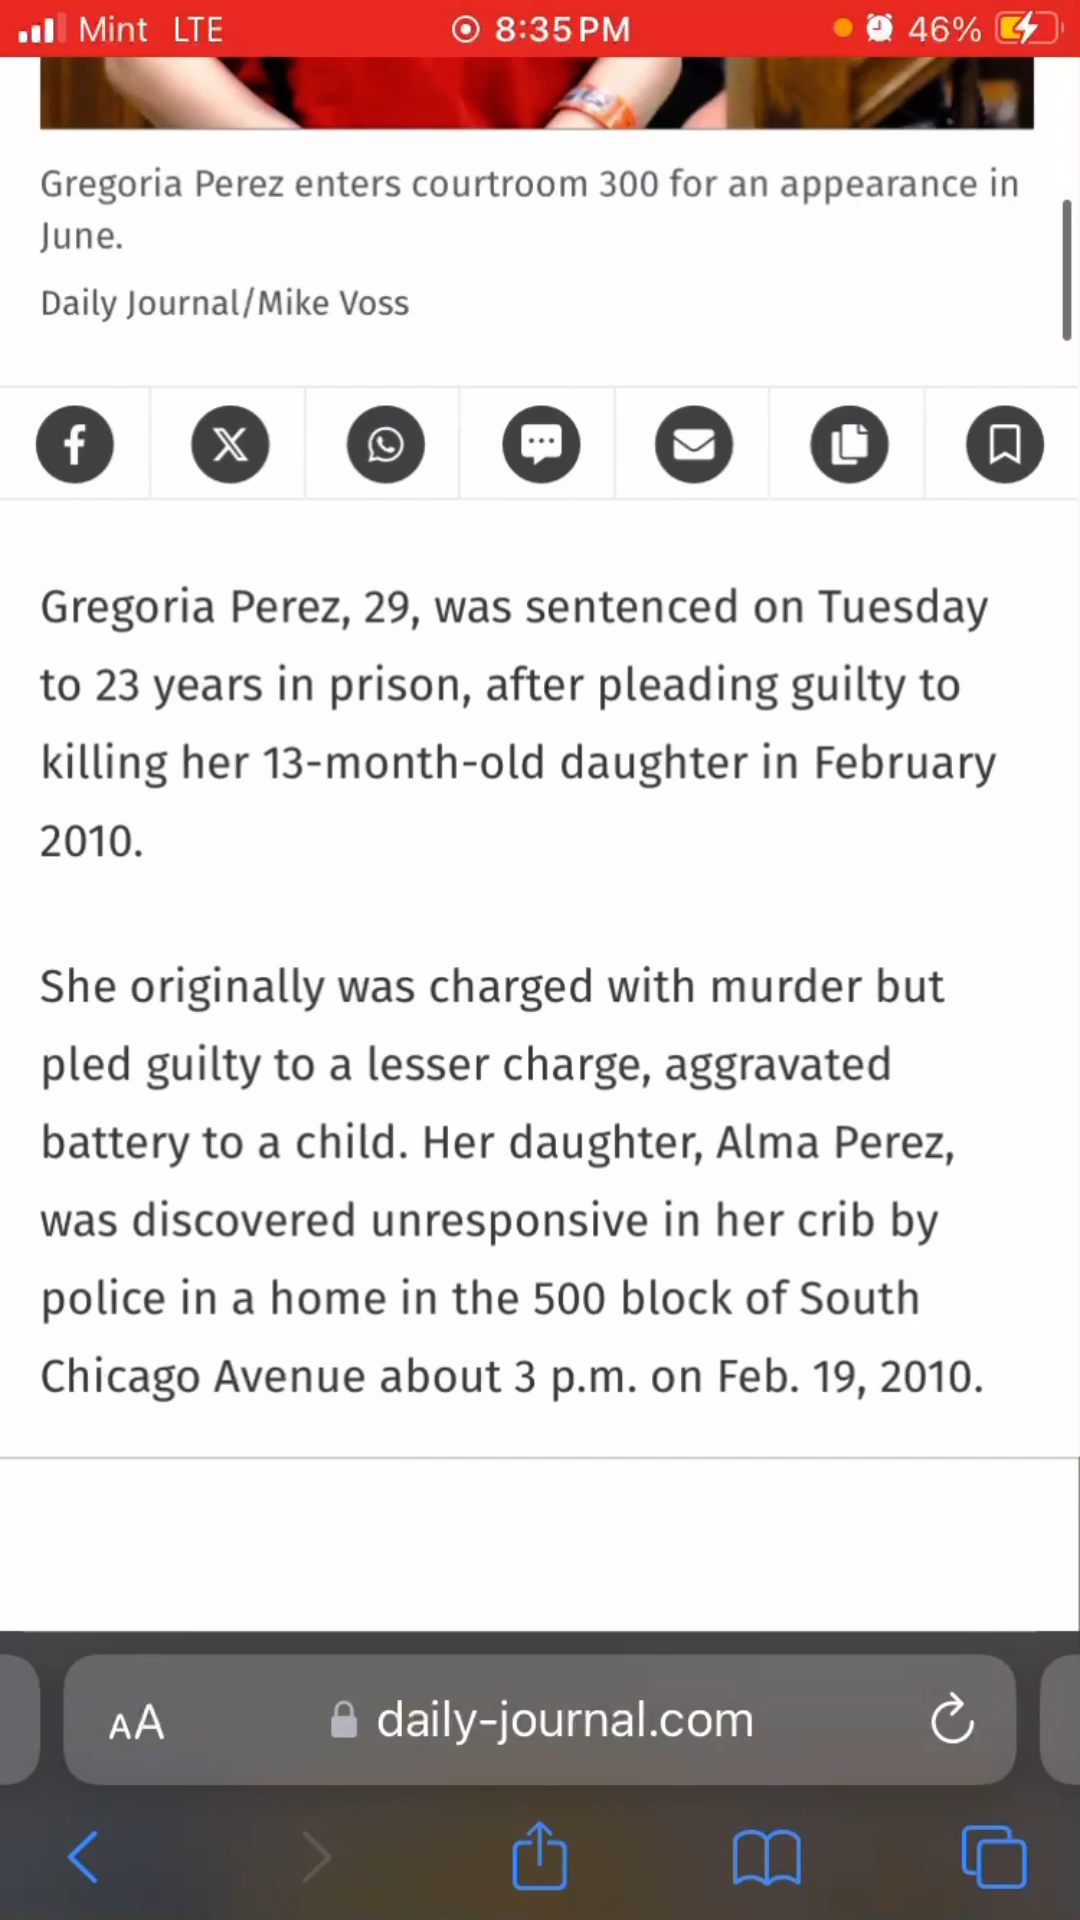 Mint LTE 8:35 PM 46%
Gregoria Perez enters courtroom 300 for an appearance in
June.
Daily Journal/Mike Voss
Gregoria Perez, 29, was sentenced on Tuesday
to 23 years in prison, after pleading guilty to
killing her 13-month-old daughter in February
2010.
She originally was charged with murder but
pled guilty to a lesser charge, aggravated
battery to a child. Her daughter, Alma Perez,
was discovered unresponsive in her crib by
police in a home in the 500 block of South
Chicago Avenue about 3 p.m. on Feb. 19, 2010.
AA daily-journal.com